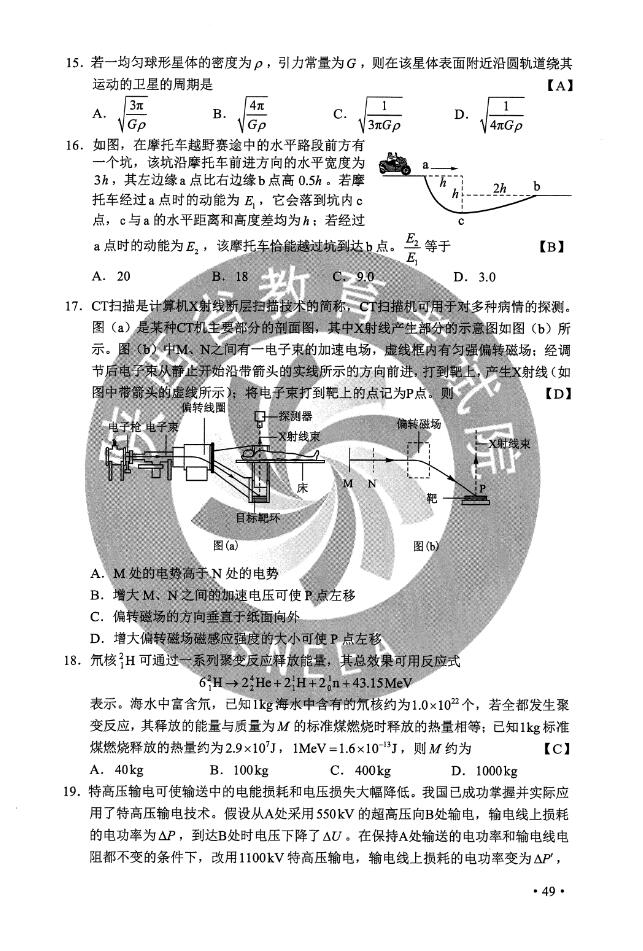 15. 若一均匀球形星体的密度为ρ，引力常量为G，则在该星体表面附近沿圆轨道绕其
运动的卫星的周期是 【A】
A. √(3π/Gρ) B. √(4π/Gρ) C. √(1/3πGρ) D. √(1/4πGρ)
16. 如图，在摩托车越野赛途中的水平路段前方有
一个坑，该坑沿摩托车前进方向的水平宽度为
3h，其左边缘a点比右边缘b点高0.5h。若摩
托车经过a点时的动能为E₁，它会落到坑内c
点，c与a的水平距离和高度差均为h；若经过
a点时的动能为E₂，该摩托车恰能越过坑到达b点。E₂/E₁等于 【B】
a
h
h
2h
b
c
A. 20 B. 18 C. 9.0 D. 3.0
17. CT扫描是计算机X射线断层扫描技术的简称，CT扫描机可用于对多种病情的探测。
图（a）是某种CT机主要部分的剖面图，其中X射线产生部分的示意图如图（b）所
示。图（b）中M、N之间有一电子束的加速电场，虚线框内有匀强偏转磁场；经调
节后电子束从静止开始沿带箭头的实线所示的方向前进，打到靶上，产生X射线（如
图中带箭头的虚线所示）；将电子束打到靶上的点记为P点。则 【D】
偏转线圈
电子枪 电子束
探测器
X射线束
床
目标靶环
图(a)
偏转磁场
X射线束
M N
靶
P
图(b)
A. M处的电势高于N处的电势
B. 增大M、N之间的加速电压可使P点左移
C. 偏转磁场的方向垂直于纸面向外
D. 增大偏转磁场磁感应强度的大小可使P点左移
18. 氘核²₁H可通过一系列聚变反应释放能量，其总效果可用反应式
6²₁H→2⁴₂He+2¹₁H+2¹₀n+43.15MeV
表示。海水中富含氘，已知1kg海水中含有的氘核约为1.0×10²²个，若全都发生聚
变反应，其释放的能量与质量为M的标准煤燃烧时释放的热量相等；已知1kg标准
煤燃烧释放的热量约为2.9×10⁷J，1MeV=1.6×10⁻¹³J，则M约为 【C】
A. 40kg B. 100kg C. 400kg D. 1000kg
19. 特高压输电可使输送中的电能损耗和电压损失大幅降低。我国已成功掌握并实际应
用了特高压输电技术。假设从A处采用550kV的超高压向B处输电，输电线上损耗
的电功率为ΔP，到达B处时电压下降了ΔU。在保持A处输送的电功率和输电线电
阻都不变的条件下，改用1100kV特高压输电，输电线上损耗的电功率变为ΔP′，
·49·
陕西省教育考试院
SNEEA